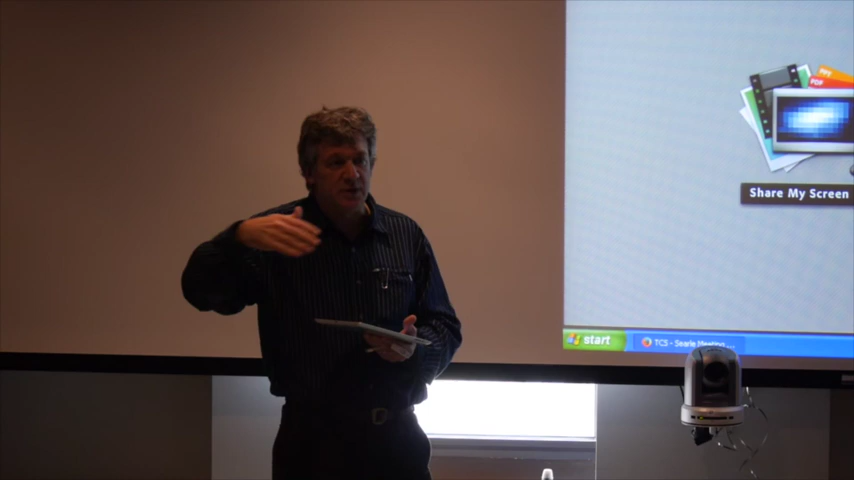 PPT
PDF
Share My Screen
start
TCS - Searle Meeting ...